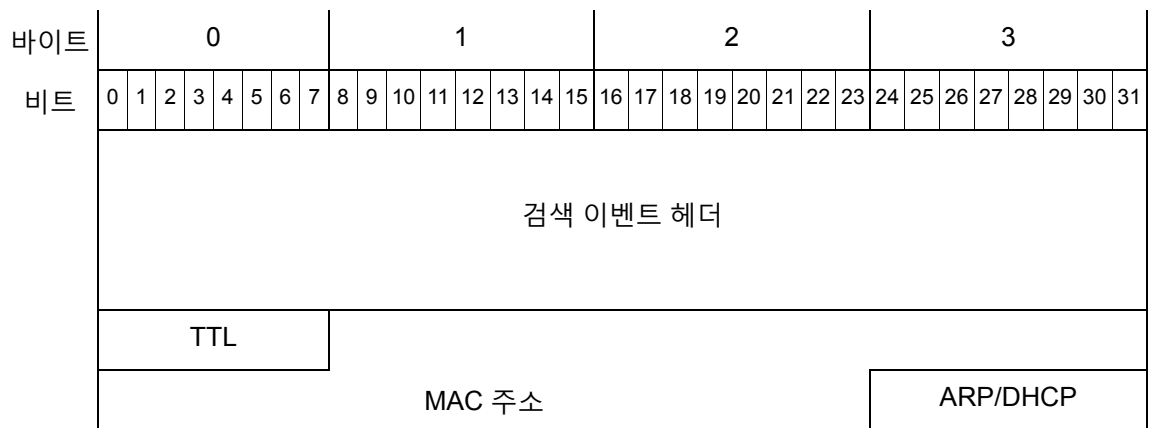 바이트 0 1 2 3
비트 0 1 2 3 4 5 6 7 8 9 10 11 12 13 14 15 16 17 18 19 20 21 22 23 24 25 26 27 28 29 30 31
검색 이벤트 헤더
TTL
MAC 주소 ARP/DHCP